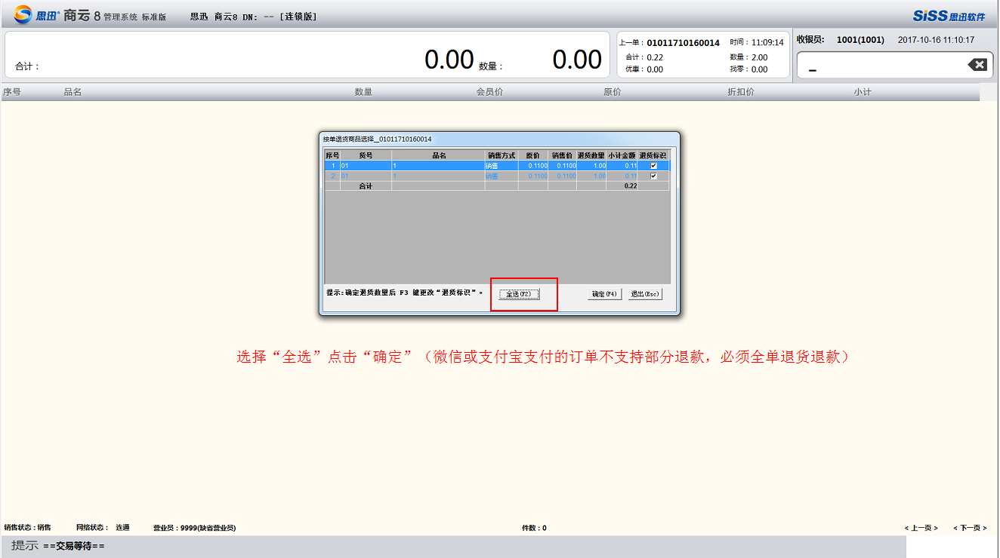 思迅® 商云 8 管理系统 标准版 思迅 商云8 DN: -- [连锁版] SiSS 思迅软件
合计： 0.00 数量： 0.00
上一单：01011710160014 时间：11:09:14
合计：0.22 数量：2.00
优惠：0.00 找零：0.00
收银员: 1001(1001) 2017-10-16 11:10:17
序号 品名 数量 会员价 原价 折扣价 小计
按单退货商品选择__01011710160014
序号 货号 品名 销售方式 原价 销售价 退货数量 小计金额 退货标识
1 01 1 销售 0.1100 0.1100 1.00 0.11
2 01 1 销售 0.1100 0.1100 1.00 0.11
合计 0.22
提示:确定退货数量后 F3 键更改“退货标识”。 全选(F2) 确定(F4) 退出(Esc)
选择“全选”点击“确定”（微信或支付宝支付的订单不支持部分退款，必须全单退货退款）
销售状态：销售 网络状态： 连通 营业员：9999(缺省营业员) 件数：0 < 上一页 > < 下一页 >
提示 ==交易等待==